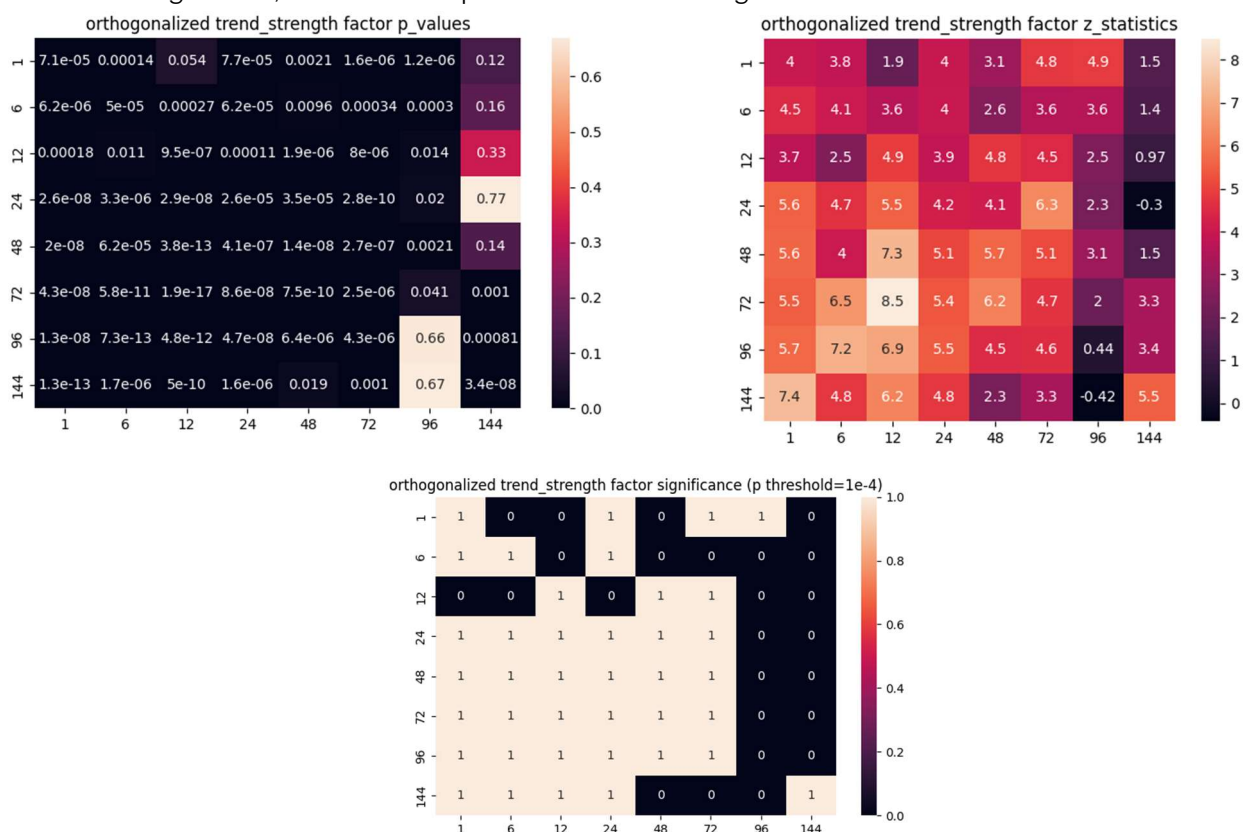 orthogonalized trend_strength factor p_values
1 7.1e-05 0.00014 0.054 7.7e-05 0.0021 1.6e-06 1.2e-06 0.12
6 6.2e-06 5e-05 0.00027 6.2e-05 0.0096 0.00034 0.0003 0.16
12 0.00018 0.011 9.5e-07 0.00011 1.9e-06 8e-06 0.014 0.33
24 2.6e-08 3.3e-06 2.9e-08 2.6e-05 3.5e-05 2.8e-10 0.02 0.77
48 2e-08 6.2e-05 3.8e-13 4.1e-07 1.4e-08 2.7e-07 0.0021 0.14
72 4.3e-08 5.8e-11 1.9e-17 8.6e-08 7.5e-10 2.5e-06 0.041 0.001
96 1.3e-08 7.3e-13 4.8e-12 4.7e-08 6.4e-06 4.3e-06 0.66 0.00081
144 1.3e-13 1.7e-06 5e-10 1.6e-06 0.019 0.001 0.67 3.4e-08
1 6 12 24 48 72 96 144
0.6
0.5
0.4
0.3
0.2
0.1
0.0
orthogonalized trend_strength factor z_statistics
1 4 3.8 1.9 4 3.1 4.8 4.9 1.5
6 4.5 4.1 3.6 4 2.6 3.6 3.6 1.4
12 3.7 2.5 4.9 3.9 4.8 4.5 2.5 0.97
24 5.6 4.7 5.5 4.2 4.1 6.3 2.3 -0.3
48 5.6 4 7.3 5.1 5.7 5.1 3.1 1.5
72 5.5 6.5 8.5 5.4 6.2 4.7 2 3.3
96 5.7 7.2 6.9 5.5 4.5 4.6 0.44 3.4
144 7.4 4.8 6.2 4.8 2.3 3.3 -0.42 5.5
1 6 12 24 48 72 96 144
8
7
6
5
4
3
2
1
0
orthogonalized trend_strength factor significance (p threshold=1e-4)
1 1 0 0 1 0 1 1 0
6 1 1 0 1 0 0 0 0
12 0 0 1 0 1 1 0 0
24 1 1 1 1 1 1 0 0
48 1 1 1 1 1 1 0 0
72 1 1 1 1 1 1 0 0
96 1 1 1 1 1 1 0 0
144 1 1 1 1 0 0 0 1
1 6 12 24 48 72 96 144
1.0
0.8
0.6
0.4
0.2
0.0